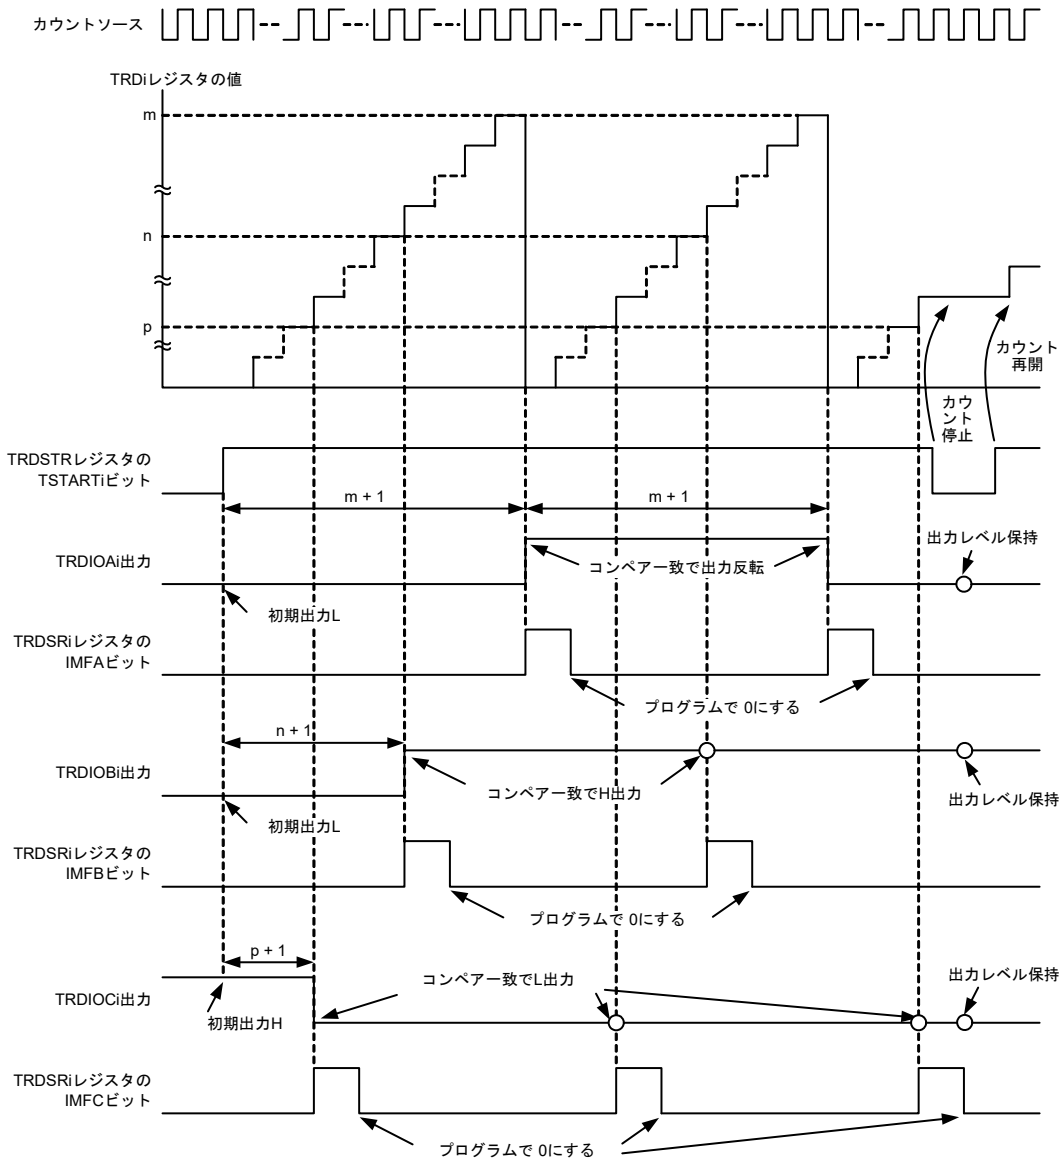 カウントソース
TRDiレジスタの値
m
n
p
カウント
再開
カウ
ント
停止
TRDSTRレジスタの
TSTARTiビット
m + 1
m + 1
TRDIOAi出力
コンペア一致で出力反転
出力レベル保持
初期出力L
TRDSRiレジスタの
IMFAビット
プログラムで 0にする
n + 1
TRDIOBi出力
コンペア一致でH出力
出力レベル保持
初期出力L
TRDSRiレジスタの
IMFBビット
プログラムで 0にする
p + 1
TRDIOCi出力
コンペア一致でL出力
出力レベル保持
初期出力H
TRDSRiレジスタの
IMFCビット
プログラムで 0にする